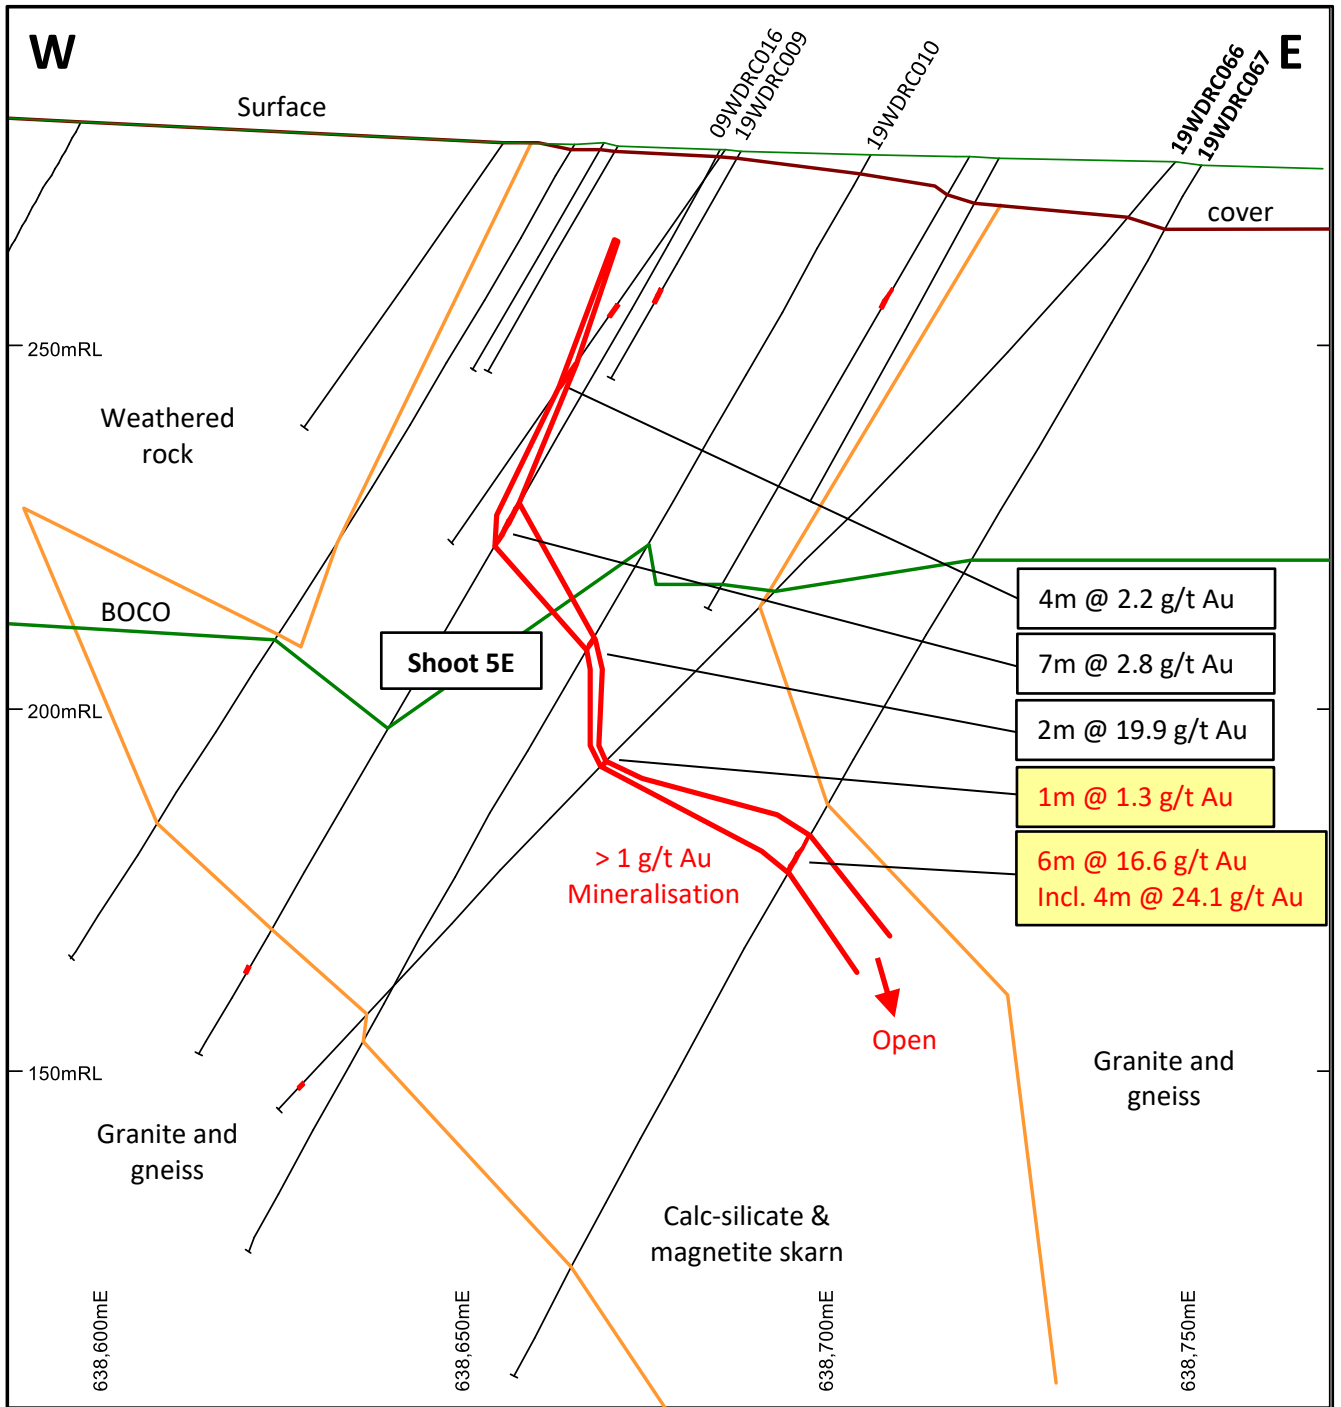 W
E
09WDRC016
19WDRC009
19WDRC010
19WDRC066
19WDRC067
Surface
cover
250mRL
Weathered
rock
BOCO
Shoot 5E
4m @ 2.2 g/t Au
7m @ 2.8 g/t Au
2m @ 19.9 g/t Au
1m @ 1.3 g/t Au
6m @ 16.6 g/t Au
Incl. 4m @ 24.1 g/t Au
200mRL
> 1 g/t Au
Mineralisation
Open
150mRL
Granite and
gneiss
Granite and
gneiss
Calc-silicate &
magnetite skarn
638,600mE
638,650mE
638,700mE
638,750mE